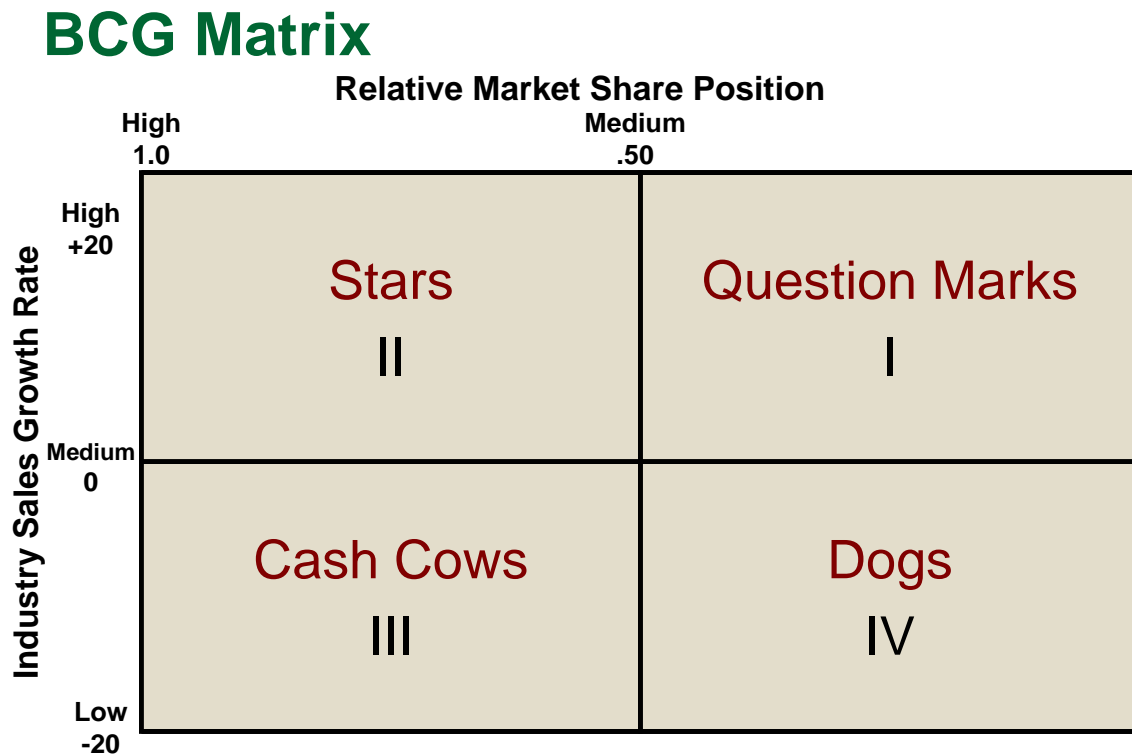 BCG Matrix
Relative Market Share Position
High
1.0
Medium
.50
Industry Sales Growth Rate
High
+20
Stars
II
Question Marks
I
Medium
0
Cash Cows
III
Dogs
IV
Low
-20